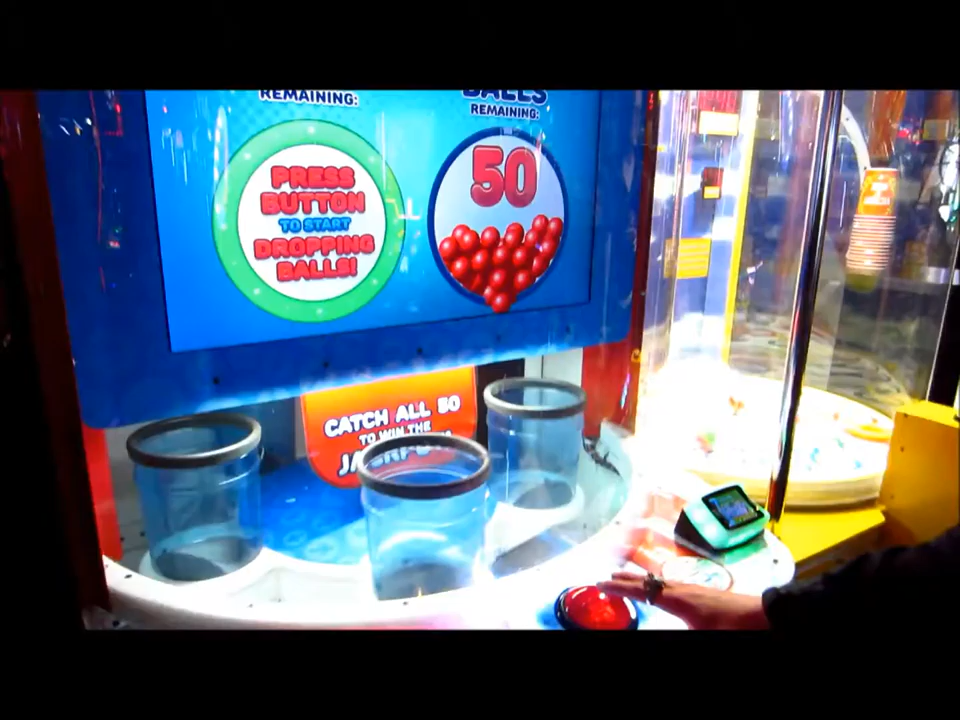 REMAINING:
BALLS
REMAINING:
PRESS
BUTTON
TO START
DROPPING
BALLS!
50
CATCH ALL 50
TO WIN THE